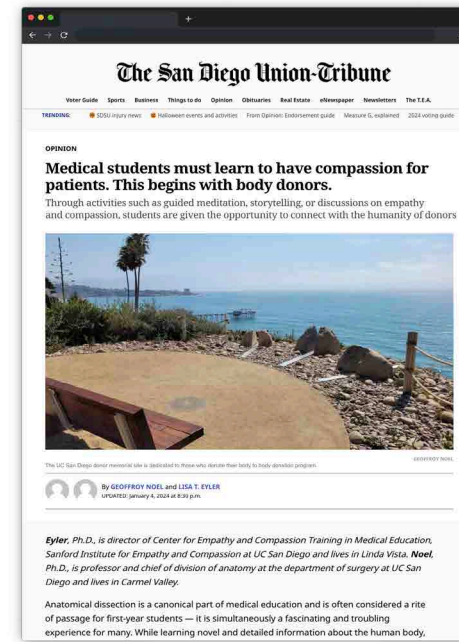 The San Diego Union-Tribune
Voter Guide Sports Business Things to do Opinion Obituaries Real Estate eNewspaper Newsletters The T.E.A.
TRENDING: SDSU injury news Halloween events and activities From Opinion: Endorsement guide Measure G, explained 2024 voting guide
OPINION
Medical students must learn to have compassion for
patients. This begins with body donors.
Through activities such as guided meditation, storytelling, or discussions on empathy
and compassion, students are given the opportunity to connect with the humanity of donors
GEOFFROY NOEL
The UC San Diego donor memorial site is dedicated to those who donate their body to body donation program.
By GEOFFROY NOEL and LISA T. EYLER
UPDATED: January 4, 2024 at 8:30 p.m.
Eyler, Ph.D., is director of Center for Empathy and Compassion Training in Medical Education,
Sanford Institute for Empathy and Compassion at UC San Diego and lives in Linda Vista. Noel,
Ph.D., is professor and chief of division of anatomy at the department of surgery at UC San
Diego and lives in Carmel Valley.
Anatomical dissection is a canonical part of medical education and is often considered a rite
of passage for first-year students — it is simultaneously a fascinating and troubling
experience for many. While learning novel and detailed information about the human body,